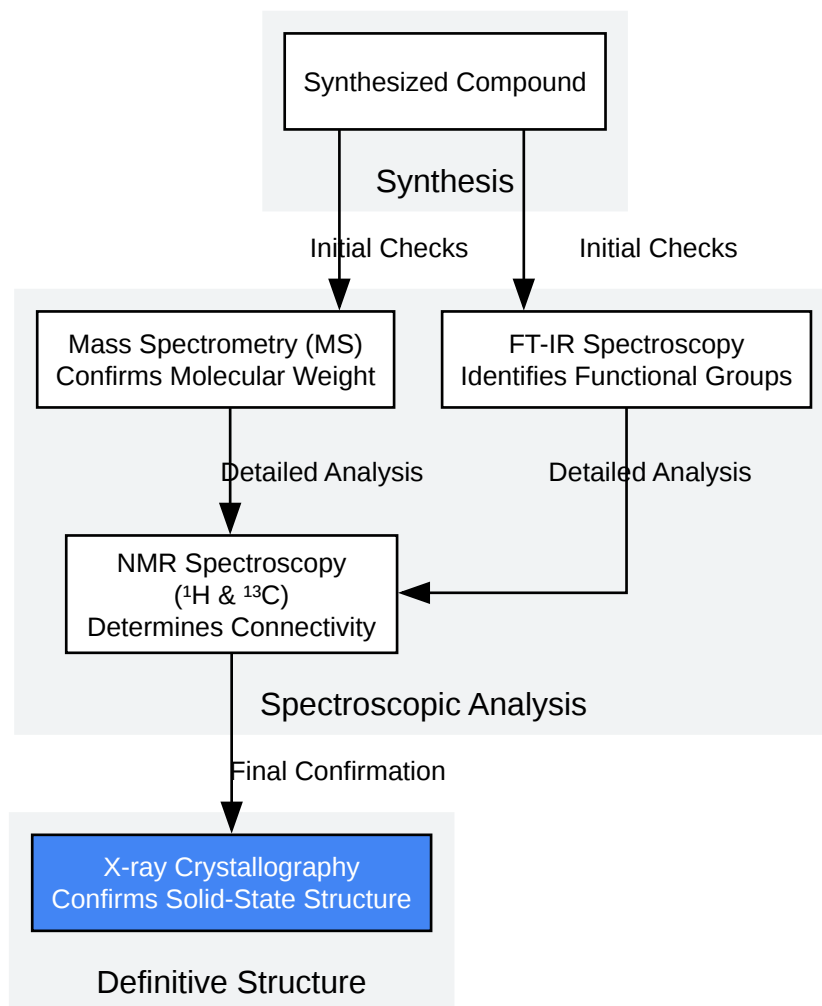 Synthesized Compound
Synthesis
Initial Checks
Initial Checks
Mass Spectrometry (MS)
Confirms Molecular Weight
FT-IR Spectroscopy
Identifies Functional Groups
Detailed Analysis
Detailed Analysis
NMR Spectroscopy
(¹H & ¹³C)
Determines Connectivity
Spectroscopic Analysis
Final Confirmation
X-ray Crystallography
Confirms Solid-State Structure
Definitive Structure